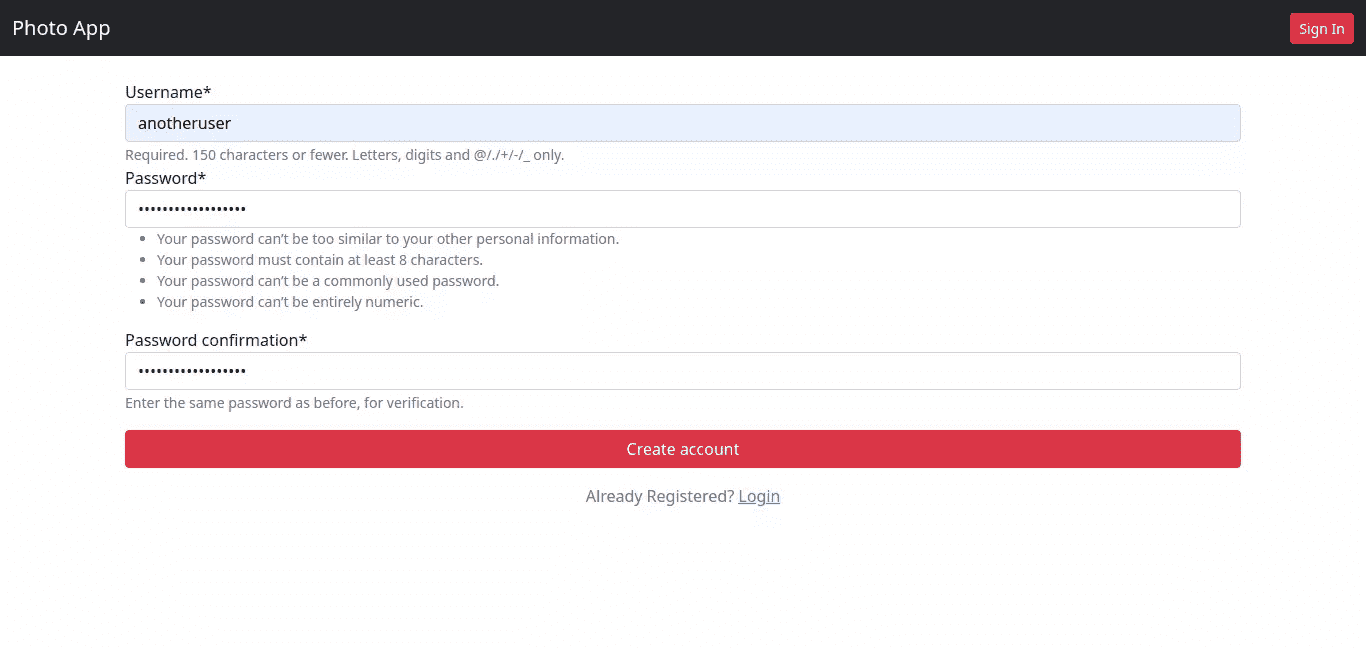 Photo App
Sign In
Username*
anotheruser
Required. 150 characters or fewer. Letters, digits and @/./+/-/_ only.
Password*
••••••••••••••••••
Your password can’t be too similar to your other personal information.
Your password must contain at least 8 characters.
Your password can’t be a commonly used password.
Your password can’t be entirely numeric.
Password confirmation*
••••••••••••••••••
Enter the same password as before, for verification.
Create account
Already Registered? Login